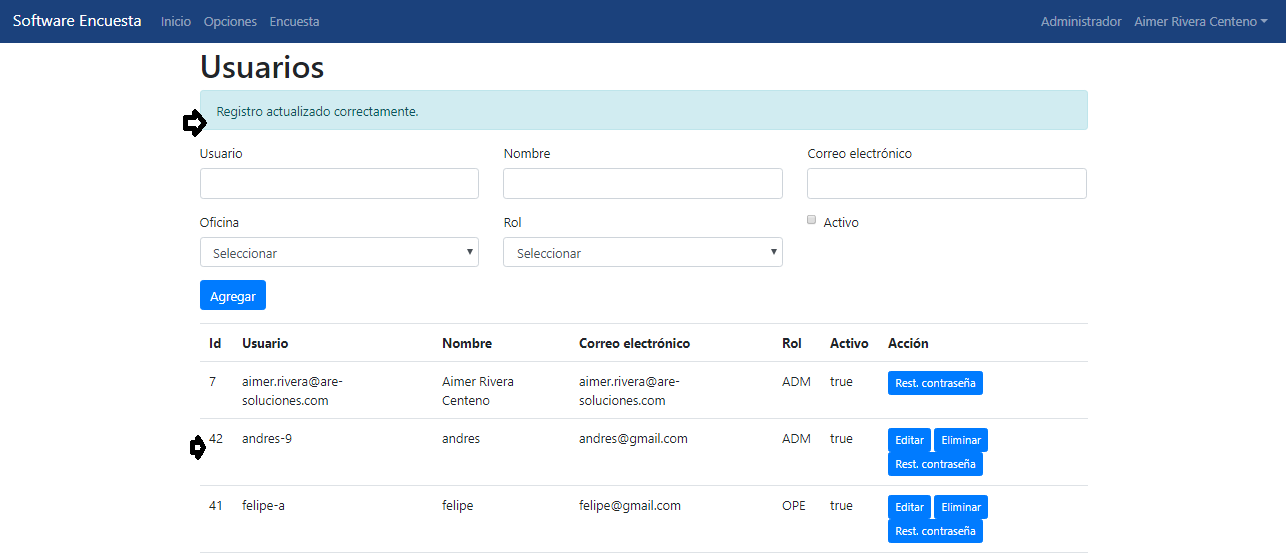 Software Encuesta Inicio Opciones Encuesta Administrador Aimer Rivera Centeno
Usuarios
Registro actualizado correctamente.
Usuario Nombre Correo electrónico
Oficina Rol Activo
Seleccionar Seleccionar
Agregar
Id Usuario Nombre Correo electrónico Rol Activo Acción
7 aimer.rivera@are- Aimer Rivera aimer.rivera@are- ADM true Rest. contraseña
soluciones.com Centeno soluciones.com
42 andres-9 andres andres@gmail.com ADM true Editar Eliminar
Rest. contraseña
41 felipe-a felipe felipe@gmail.com OPE true Editar Eliminar
Rest. contraseña